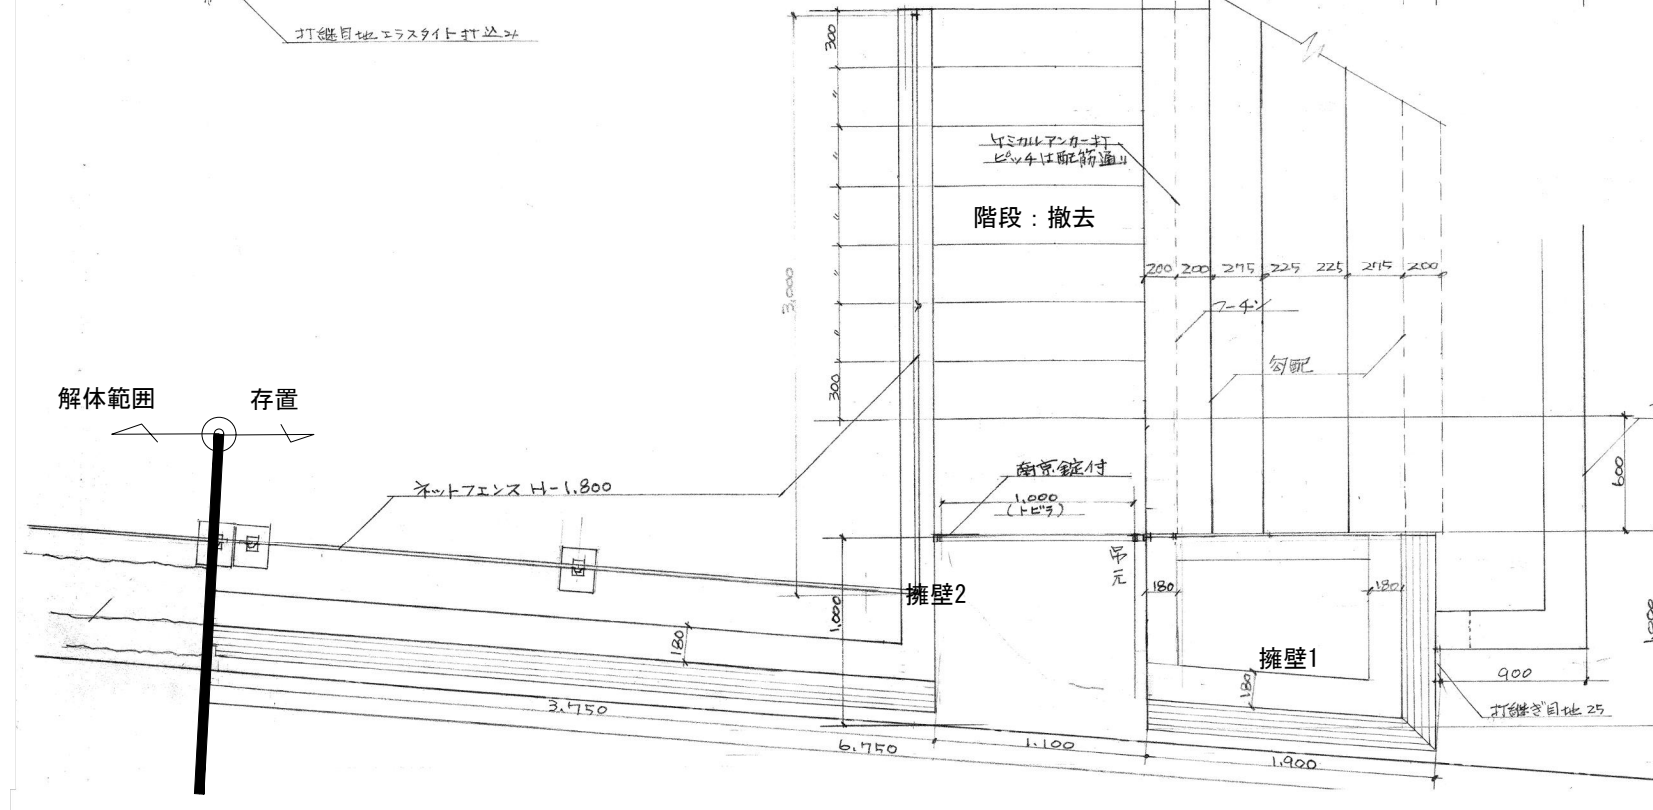 打継目地エラスタイト打込み
3,000
300
〃
〃
〃
〃
〃
300
ケミカルアンカー打
ピッチは配筋通り
階段：撤去
200 200 275 225 225 275 200
フーチン
勾配
解体範囲
存置
ネットフェンス H-1.800
南京錠付
1,000
(トビラ)
吊元
600
擁壁2
1.000
180
180
180
擁壁1
180
900
打継ぎ目地 25
3.750
6.750
1.100
1.900